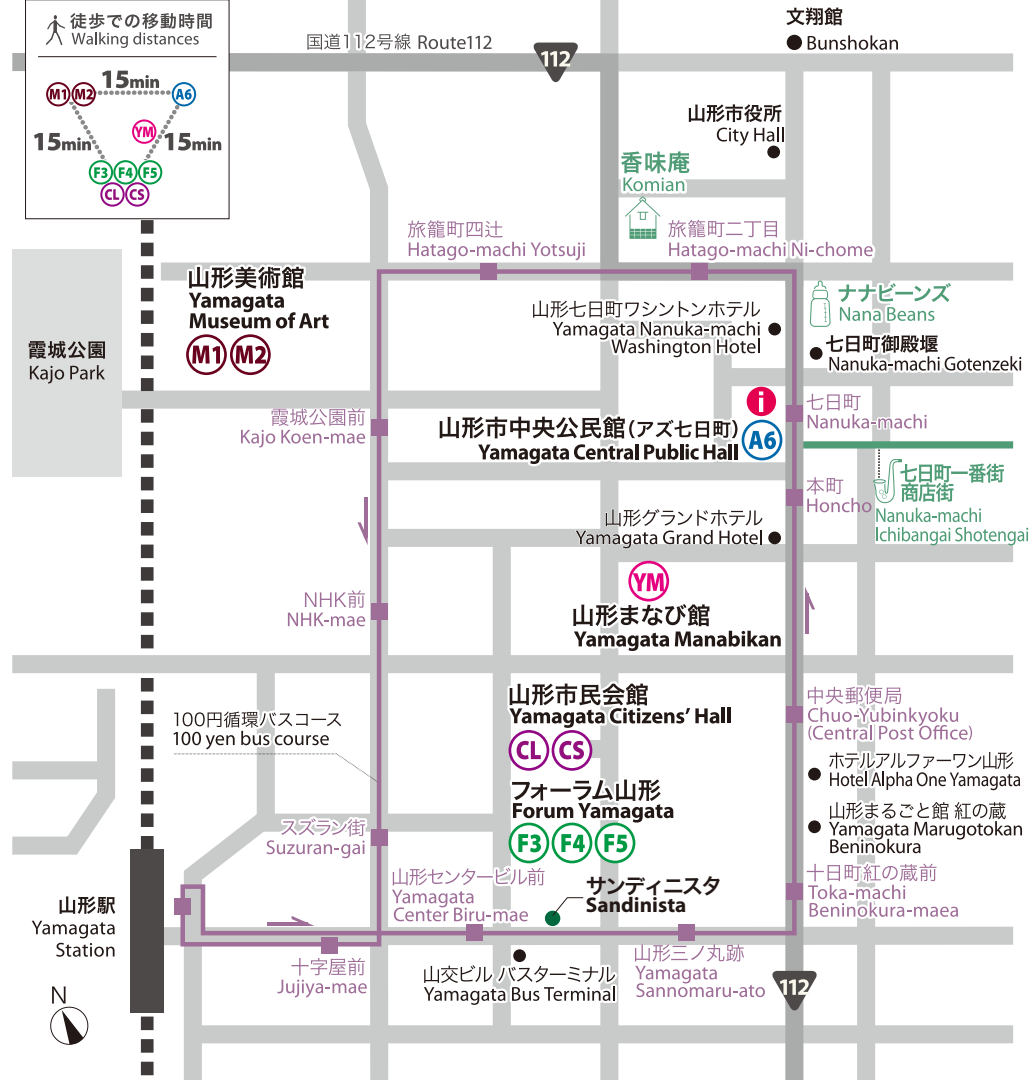 徒歩での移動時間
Walking distances
15min
M1 M2
A6
YM
15min
15min
F3 F4 F5
CL CS
国道112号線 Route112
112
文翔館
Bunshokan
山形市役所
City Hall
香味庵
Komian
旅籠町四辻
Hatago-machi Yotsuji
旅籠町二丁目
Hatago-machi Ni-chome
山形美術館
Yamagata
Museum of Art
M1 M2
霞城公園
Kajo Park
山形七日町ワシントンホテル
Yamagata Nanuka-machi
Washington Hotel
ナナビーンズ
Nana Beans
七日町御殿堰
Nanuka-machi Gotenzeki
霞城公園前
Kajo Koen-mae
i
山形市中央公民館(アズ七日町)
Yamagata Central Public Hall
A6
七日町
Nanuka-machi
本町
Honcho
七日町一番街
商店街
Nanuka-machi
Ichibangai Shotengai
山形グランドホテル
Yamagata Grand Hotel
NHK前
NHK-mae
YM
山形まなび館
Yamagata Manabikan
山形市民会館
Yamagata Citizens' Hall
CL CS
100円循環バスコース
100 yen bus course
中央郵便局
Chuo-Yubinkyoku
(Central Post Office)
ホテルアルファーワン山形
Hotel Alpha One Yamagata
フォーラム山形
Forum Yamagata
F3 F4 F5
山形まるごと館 紅の蔵
Yamagata Marugotokan
Beninokura
スズラン街
Suzuran-gai
山形センタービル前
Yamagata
Center Biru-mae
サンディニスタ
Sandinista
十日町紅の蔵前
Toka-machi
Beninokura-maea
山形駅
Yamagata
Station
十字屋前
Jujiya-mae
山交ビル バスターミナル
Yamagata Bus Terminal
山形三ノ丸跡
Yamagata
Sannomaru-ato
112
N